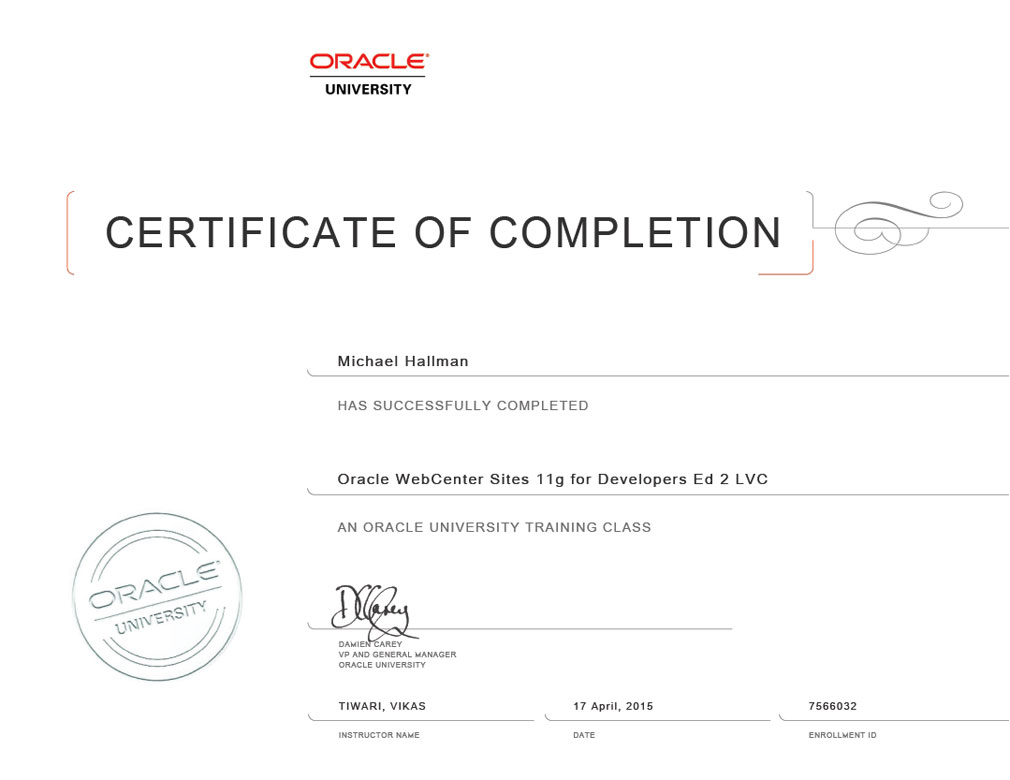 ORACLE
UNIVERSITY
CERTIFICATE OF COMPLETION
Michael Hallman
HAS SUCCESSFULLY COMPLETED
Oracle WebCenter Sites 11g for Developers Ed 2 LVC
AN ORACLE UNIVERSITY TRAINING CLASS
ORACLE
UNIVERSITY
DCarey
DAMIEN CAREY
VP AND GENERAL MANAGER
ORACLE UNIVERSITY
TIWARI, VIKAS
17 April, 2015
7566032
INSTRUCTOR NAME
DATE
ENROLLMENT ID